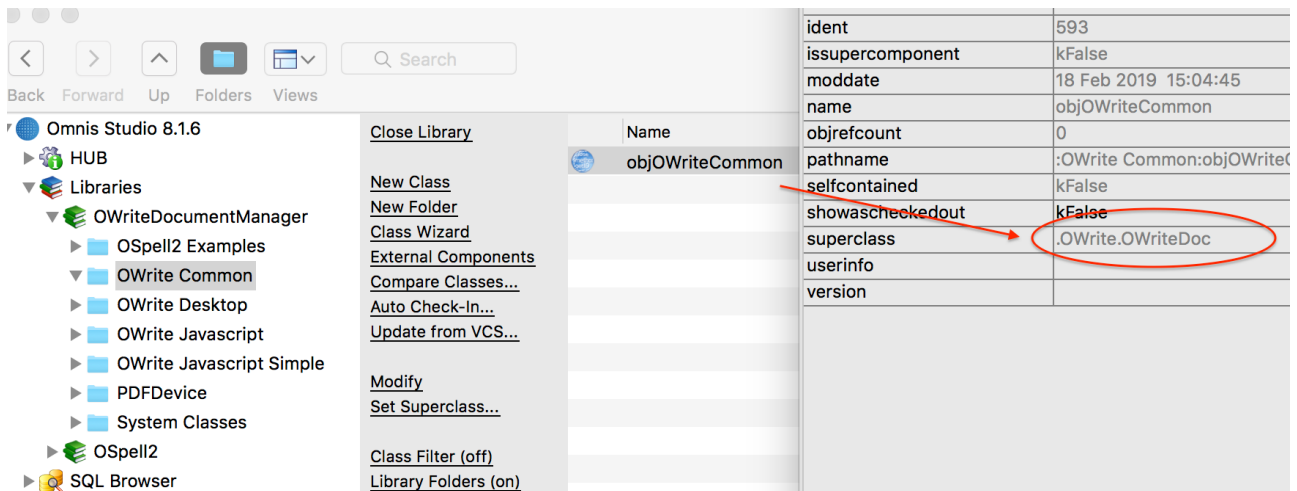 Search
Back Forward Up Folders Views
Omnis Studio 8.1.6
HUB
Libraries
OWriteDocumentManager
OSpell2 Examples
OWrite Common
OWrite Desktop
OWrite Javascript
OWrite Javascript Simple
PDFDevice
System Classes
OSpell2
SQL Browser
Close Library
New Class
New Folder
Class Wizard
External Components
Compare Classes...
Auto Check-In...
Update from VCS...
Modify
Set Superclass...
Class Filter (off)
Library Folders (on)
Name
objOWriteCommon
ident 593
issupercomponent kFalse
moddate 18 Feb 2019 15:04:45
name objOWriteCommon
objrefcount 0
pathname :OWrite Common:objOWriteC
selfcontained kFalse
showascheckedout kFalse
superclass .OWrite.OWriteDoc
userinfo
version